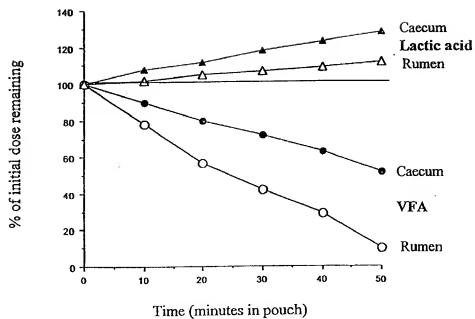 140
120
100
80
60
40
20
0
% of initial dose remaining
Caecum
Lactic acid
Rumen
Caecum
VFA
Rumen
0 10 20 30 40 50
Time (minutes in pouch)